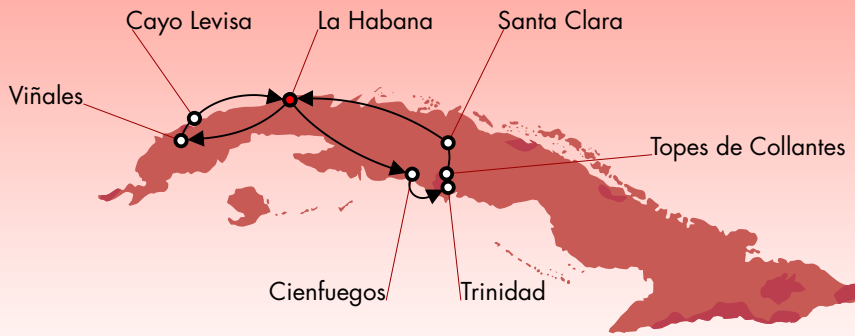 Cayo Levisa
La Habana
Santa Clara
Viñales
Topes de Collantes
Cienfuegos
Trinidad